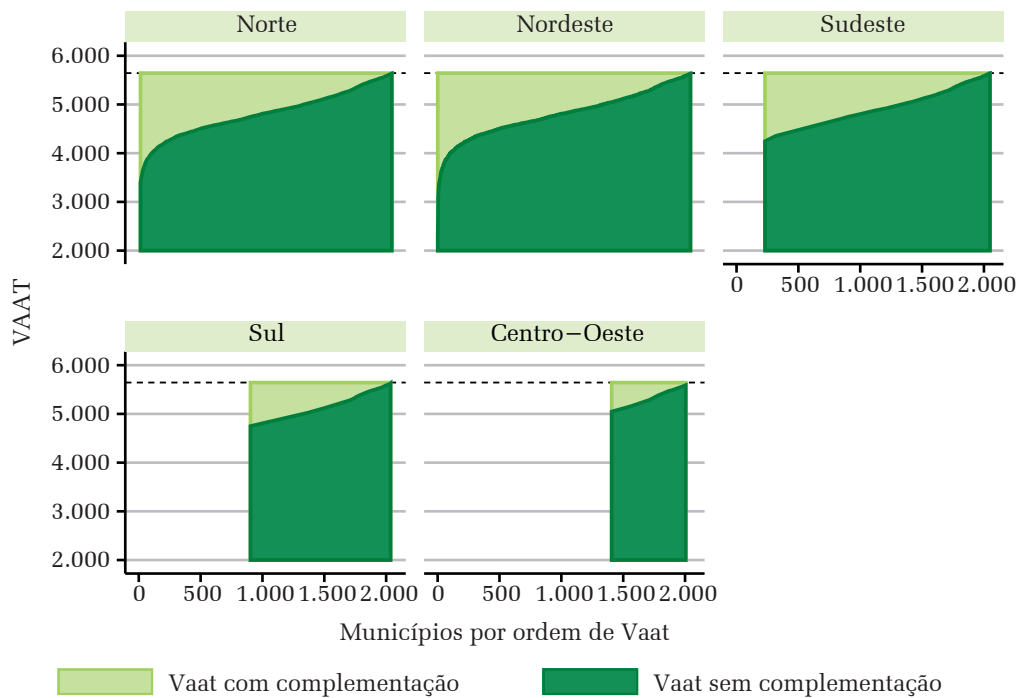 Norte Nordeste Sudeste
6.000
5.000
4.000
3.000
2.000
0 500 1.000 1.500 2.000
VAAT
Sul Centro−Oeste
6.000
5.000
4.000
3.000
2.000
0 500 1.000 1.500 2.000 0 500 1.000 1.500 2.000
Municípios por ordem de Vaat
Vaat com complementação Vaat sem complementação